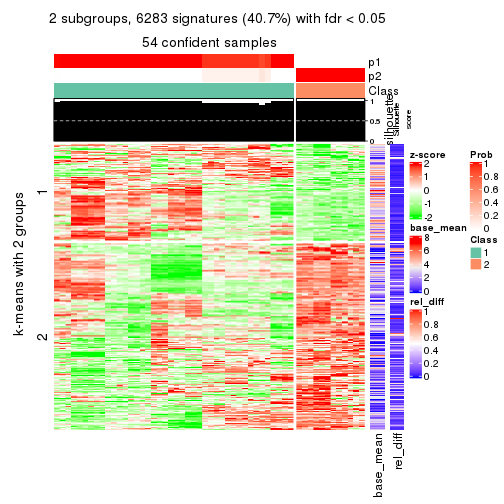 2 subgroups, 6283 signatures (40.7%) with fdr < 0.05
54 confident samples
p1
p2
Class
1
0.5
0
silhouette
Silhouette
score
k-means with 2 groups
1
2
base_mean
rel_diff
z-score
2
1
0
-1
-2
base_mean
8
6
4
2
0
rel_diff
1
0.8
0.6
0.4
0.2
0
Prob
1
0.8
0.6
0.4
0.2
0
Class
1
2